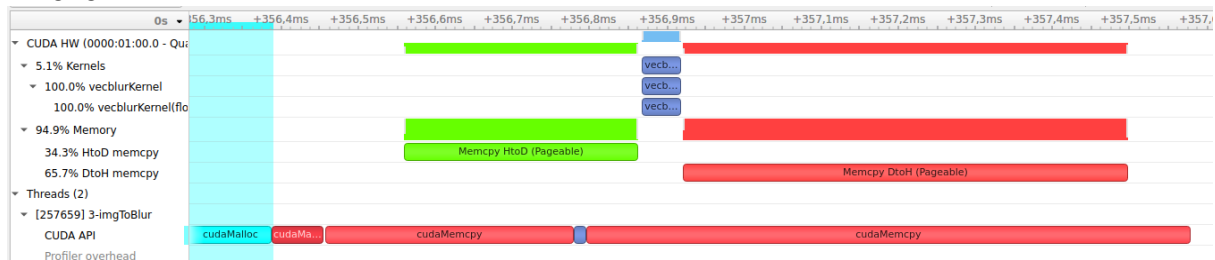 0s 356,3ms +356,4ms +356,5ms +356,6ms +356,7ms +356,8ms +356,9ms +357ms +357,1ms +357,2ms +357,3ms +357,4ms +357,5ms +357,
CUDA HW (0000:01:00.0 - Qua
5.1% Kernels vecb...
100.0% vecblurKernel vecb...
100.0% vecblurKernel(flo vecb...
94.9% Memory
34.3% HtoD memcpy Memcpy HtoD (Pageable)
65.7% DtoH memcpy Memcpy DtoH (Pageable)
Threads (2)
[257659] 3-imgToBlur
CUDA API cudaMalloc cudaMa... cudaMemcpy cudaMemcpy
Profiler overhead